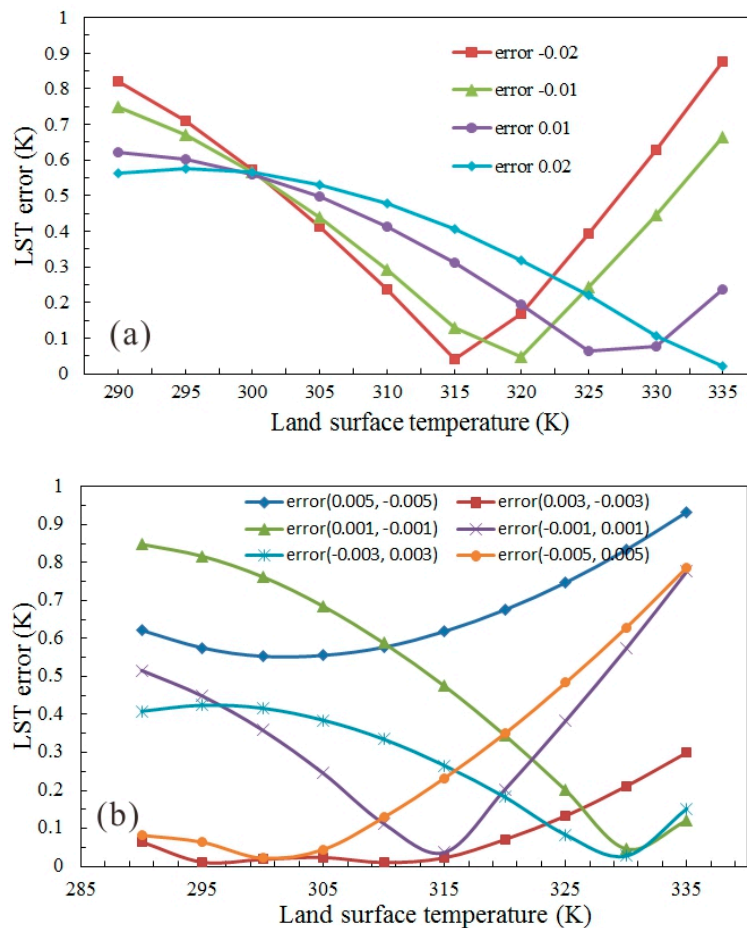 1
0.9
0.8
0.7
0.6
0.5
0.4
0.3
0.2
0.1
0
LST error (K)
error -0.02
error -0.01
error 0.01
error 0.02
(a)
290 295 300 305 310 315 320 325 330 335
Land surface temperature (K)
1
0.9
0.8
0.7
0.6
0.5
0.4
0.3
0.2
0.1
0
LST error (K)
error(0.005, -0.005) error(0.003, -0.003)
error(0.001, -0.001) error(-0.001, 0.001)
error(-0.003, 0.003) error(-0.005, 0.005)
(b)
285 295 305 315 325 335
Land surface temperature (K)